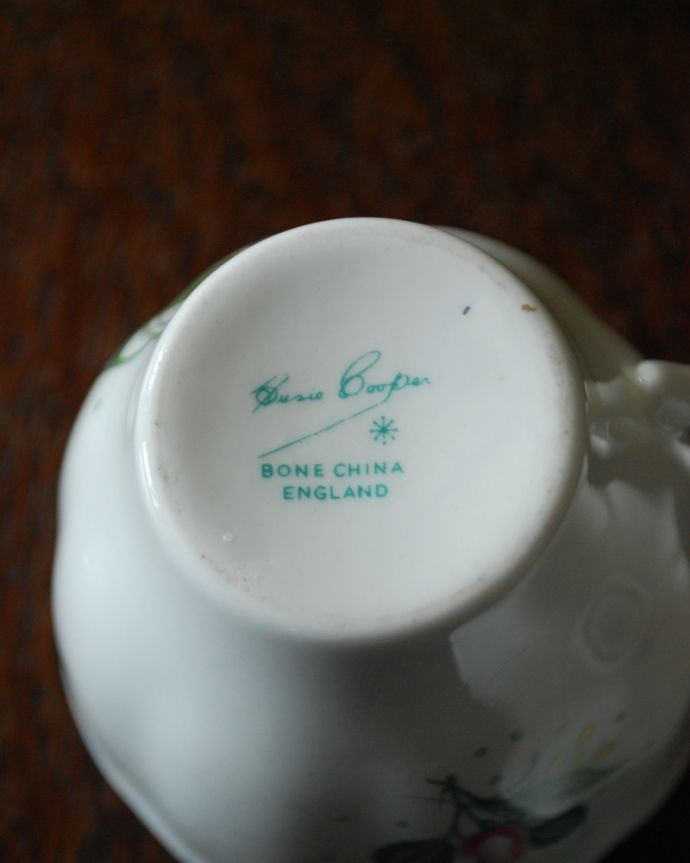 Susie Cooper
BONE CHINA
ENGLAND